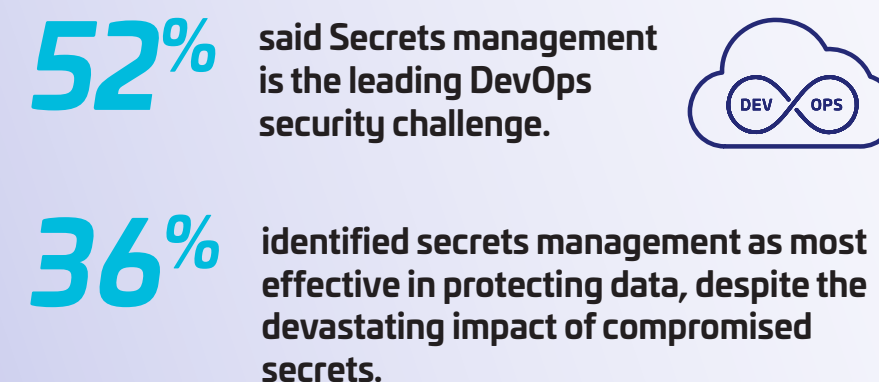 52%
said Secrets management
is the leading DevOps
security challenge.
DEV OPS
36%
identified secrets management as most
effective in protecting data, despite the
devastating impact of compromised
secrets.